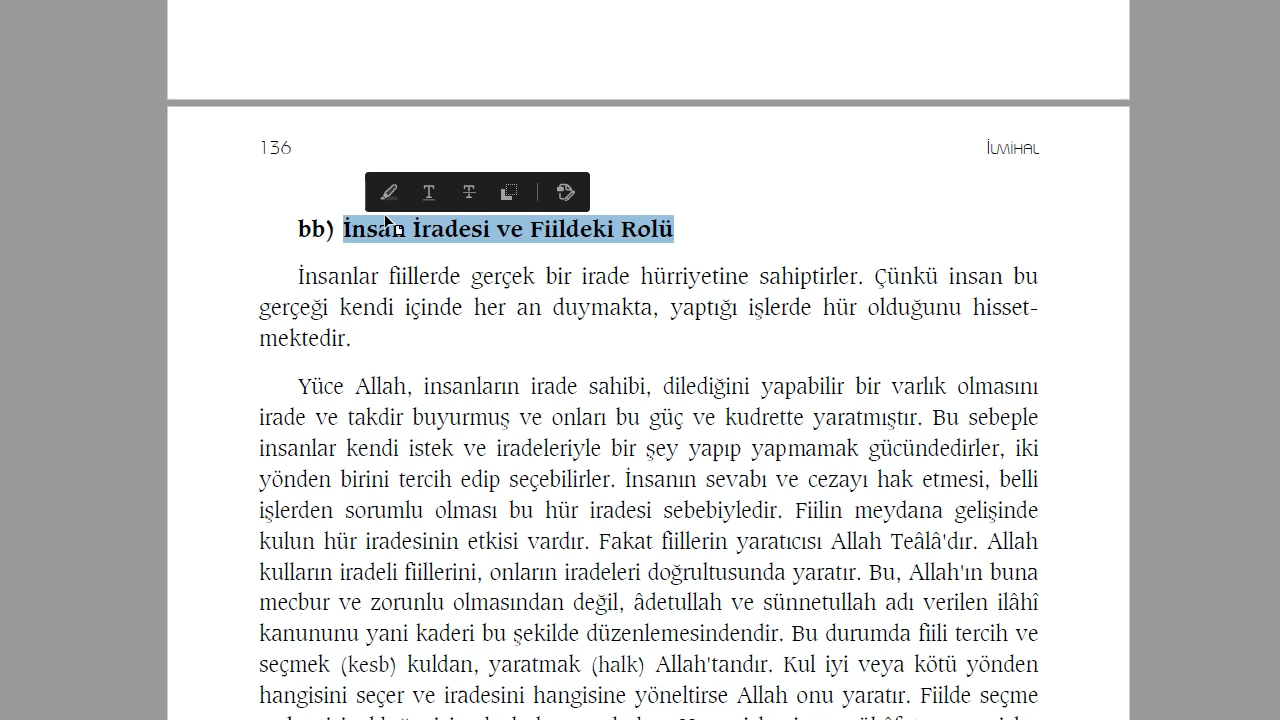 136
İLMİHAL
bb) İnsan İradesi ve Fiildeki Rolü
İnsanlar fiillerde gerçek bir irade hürriyetine sahiptirler. Çünkü insan bu
gerçeği kendi içinde her an duymakta, yaptığı işlerde hür olduğunu hisset-
mektedir.
Yüce Allah, insanların irade sahibi, dilediğini yapabilir bir varlık olmasını
irade ve takdir buyurmuş ve onları bu güç ve kudrette yaratmıştır. Bu sebeple
insanlar kendi istek ve iradeleriyle bir şey yapıp yapmamak gücündedirler, iki
yönden birini tercih edip seçebilirler. İnsanın sevabı ve cezayı hak etmesi, belli
işlerden sorumlu olması bu hür iradesi sebebiyledir. Fiilin meydana gelişinde
kulun hür iradesinin etkisi vardır. Fakat fiillerin yaratıcısı Allah Teâlâ'dır. Allah
kulların iradeli fiillerini, onların iradeleri doğrultusunda yaratır. Bu, Allah'ın buna
mecbur ve zorunlu olmasından değil, âdetullah ve sünnetullah adı verilen ilâhî
kanununu yani kaderi bu şekilde düzenlemesindendir. Bu durumda fiili tercih ve
seçmek (kesb) kuldan, yaratmak (halk) Allah'tandır. Kul iyi veya kötü yönden
hangisini seçer ve iradesini hangisine yöneltirse Allah onu yaratır. Fiilde seçme